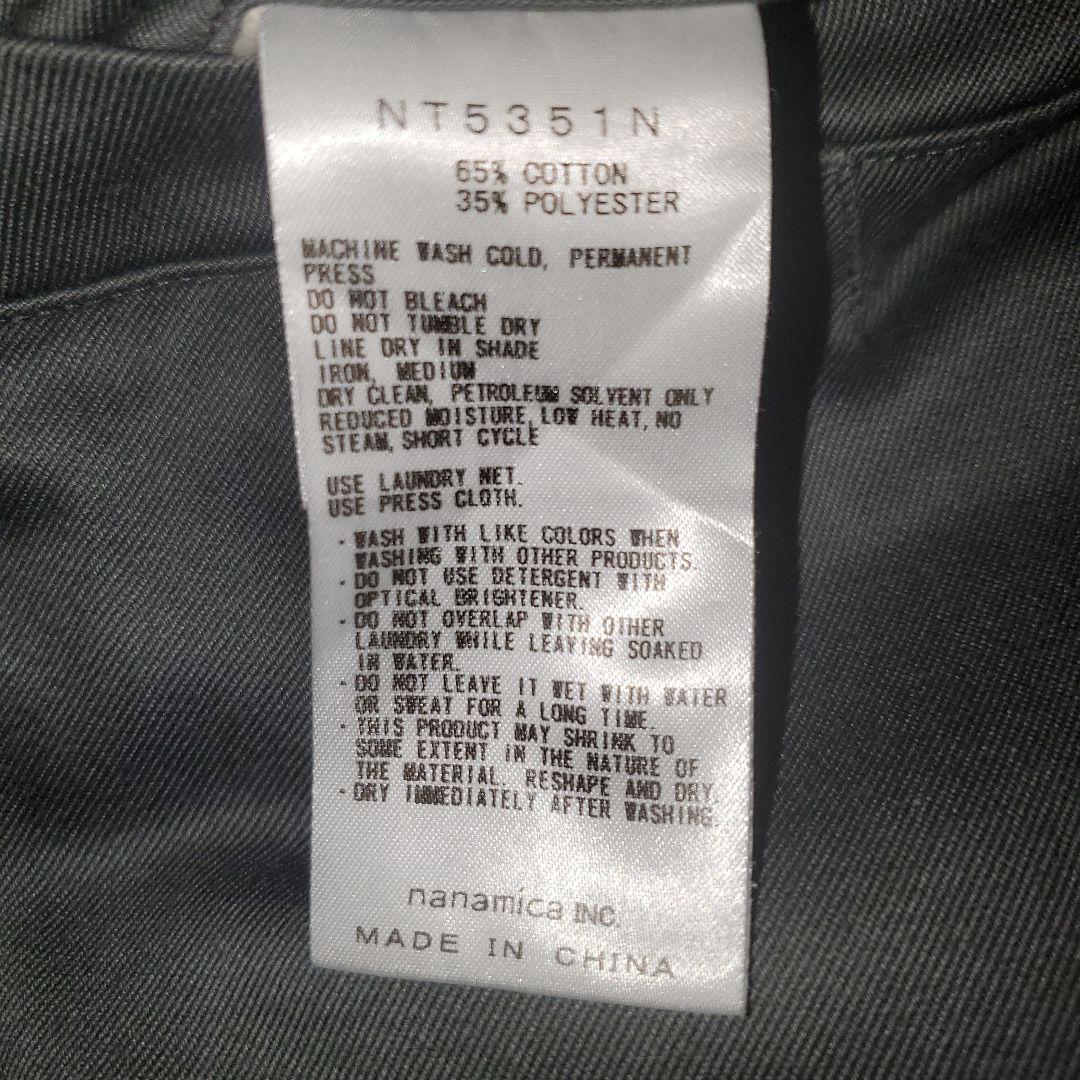 NT5351N
65% COTTON
35% POLYESTER
MACHINE WASH COLD, PERMANENT
PRESS
DO NOT BLEACH
DO NOT TUMBLE DRY
LINE DRY IN SHADE
IRON, MEDIUM
DRY CLEAN, PETROLEUM SOLVENT ONLY
REDUCED MOISTURE, LOW HEAT, NO
STEAM, SHORT CYCLE
USE LAUNDRY NET.
USE PRESS CLOTH.
・WASH WITH LIKE COLORS WHEN
WASHING WITH OTHER PRODUCTS.
・DO NOT USE DETERGENT WITH
OPTICAL BRIGHTENER.
・DO NOT OVERLAP WITH OTHER
LAUNDRY WHILE LEAVING SOAKED
IN WATER.
・DO NOT LEAVE IT WET WITH WATER
OR SWEAT FOR A LONG TIME.
・THIS PRODUCT MAY SHRINK TO
SOME EXTENT IN THE NATURE OF
THE MATERIAL. RESHAPE AND DRY.
・DRY IMMEDIATELY AFTER WASHING.
nanamica INC.
MADE IN CHINA